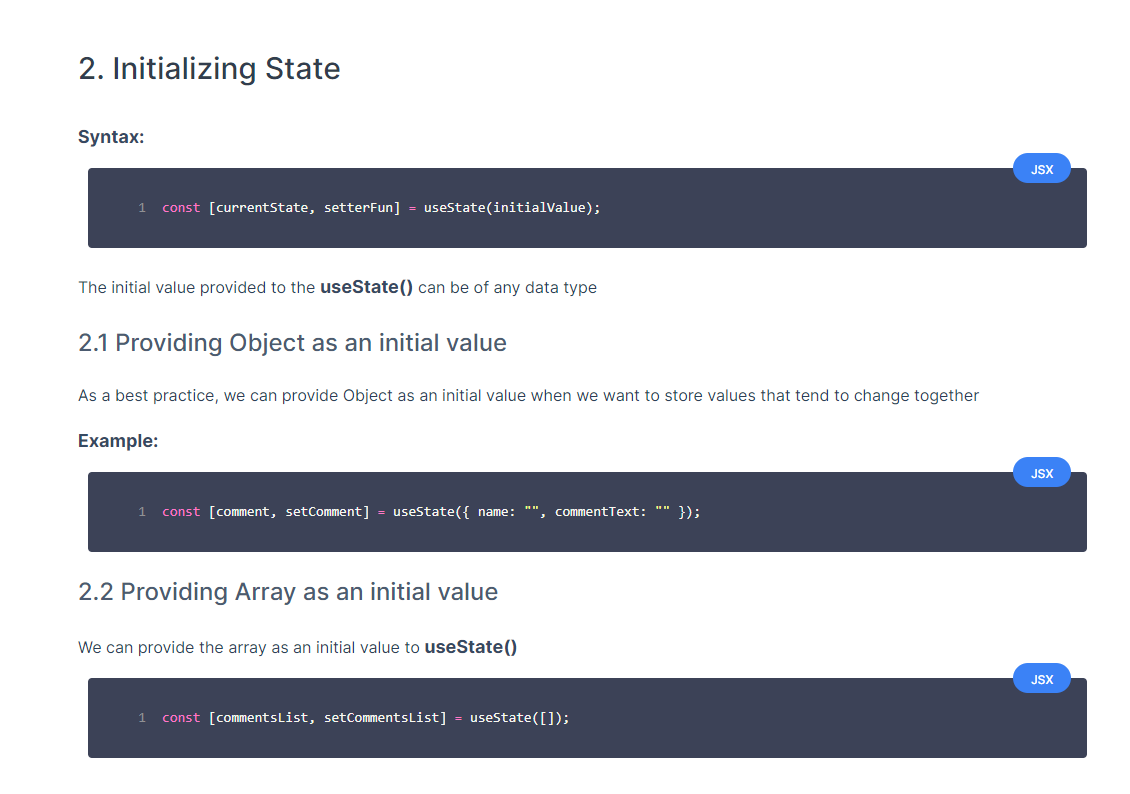 2. Initializing State
Syntax:
JSX
1 const [currentState, setterFun] = useState(initialValue);
The initial value provided to the useState() can be of any data type
2.1 Providing Object as an initial value
As a best practice, we can provide Object as an initial value when we want to store values that tend to change together
Example:
JSX
1 const [comment, setComment] = useState({ name: "", commentText: "" });
2.2 Providing Array as an initial value
We can provide the array as an initial value to useState()
JSX
1 const [commentsList, setCommentsList] = useState([]);